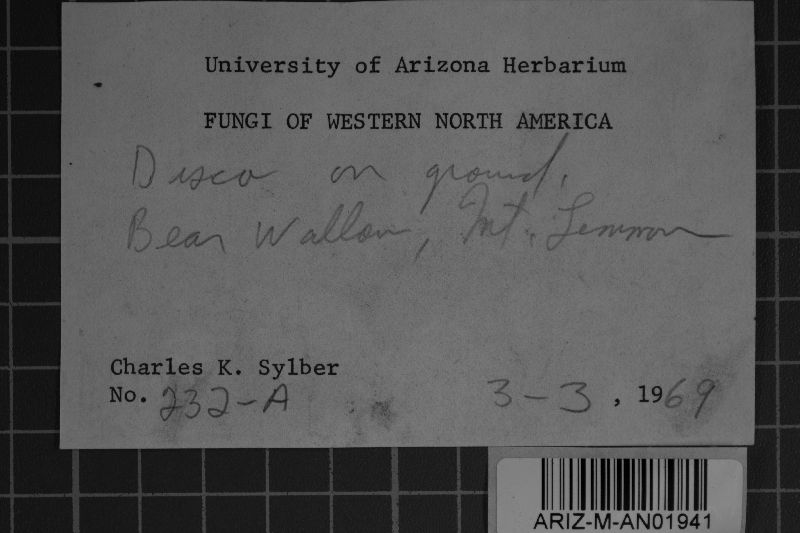 University of Arizona Herbarium
FUNGI OF WESTERN NORTH AMERICA
Disco on ground.
Bear Wallow, Mt. Lemmon
Charles K. Sylber
No. 232-A 3-3, 1969
ARIZ-M-AN01941